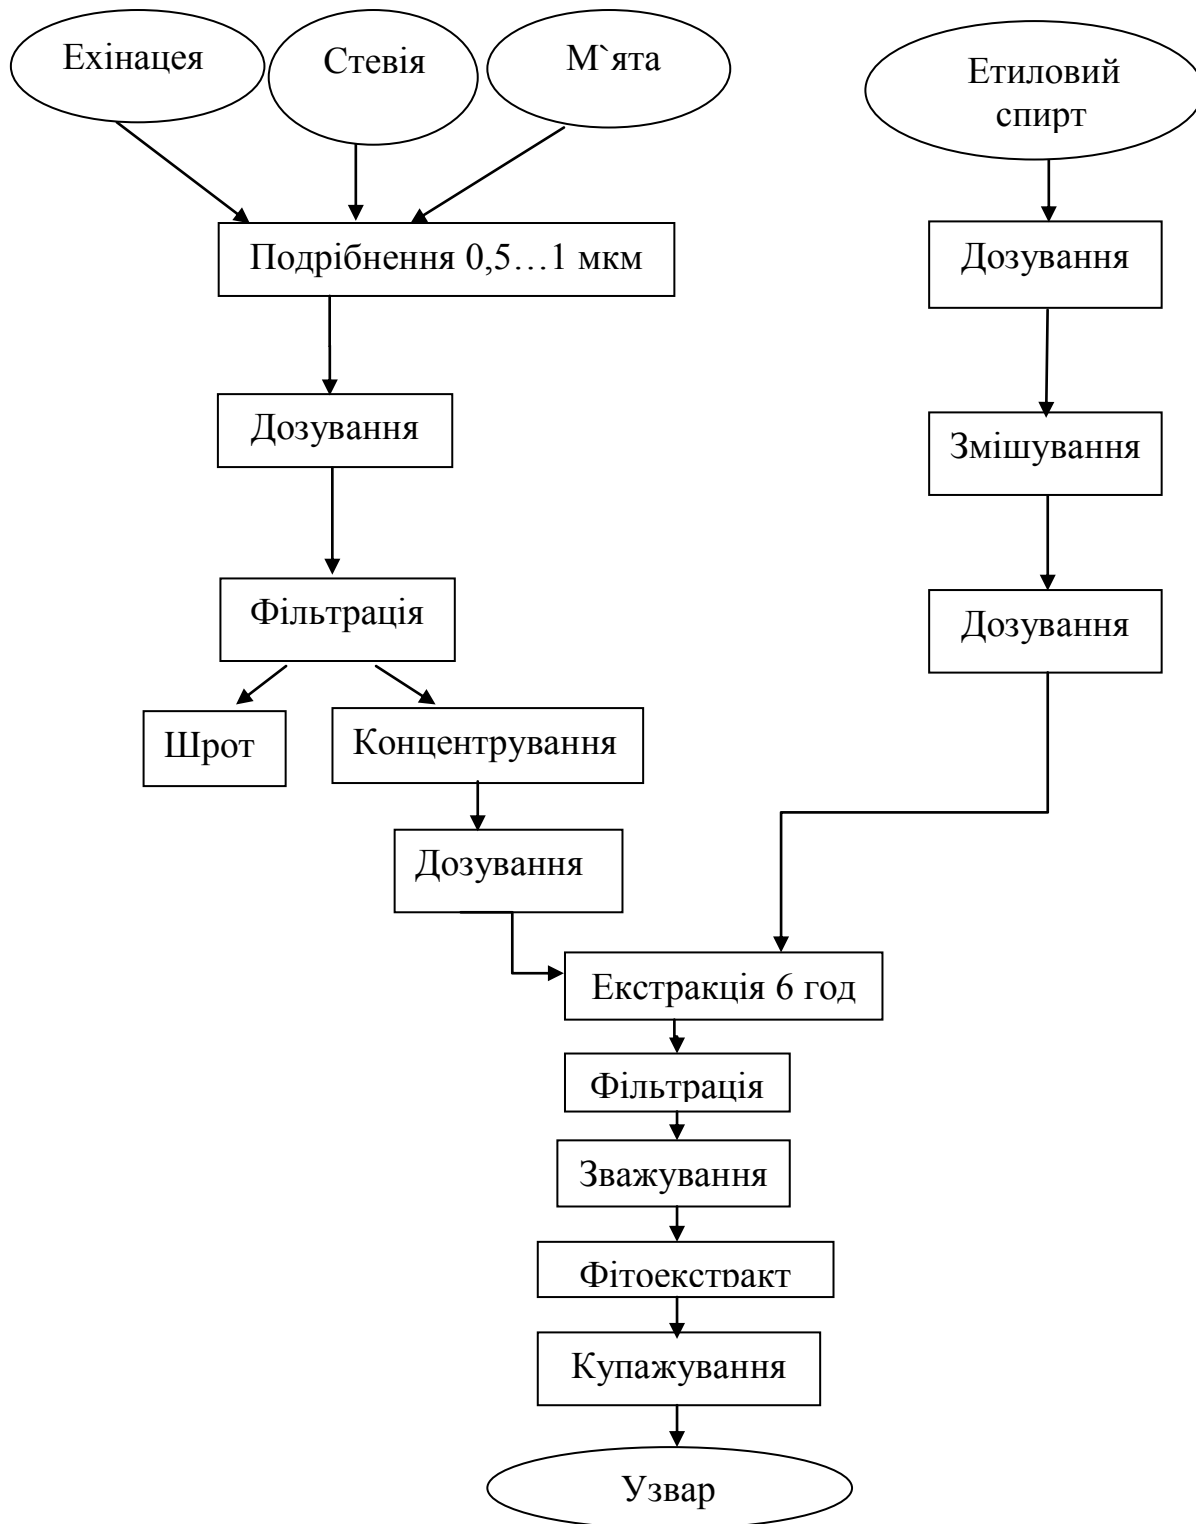 Ехінацея
Стевія
М`ята
Етиловий
спирт
Подрібнення 0,5…1 мкм
Дозування
Дозування
Змішування
Фільтрація
Дозування
Шрот
Концентрування
Дозування
Екстракція 6 год
Фільтрація
Зважування
Фітоекстракт
Купажування
Узвар